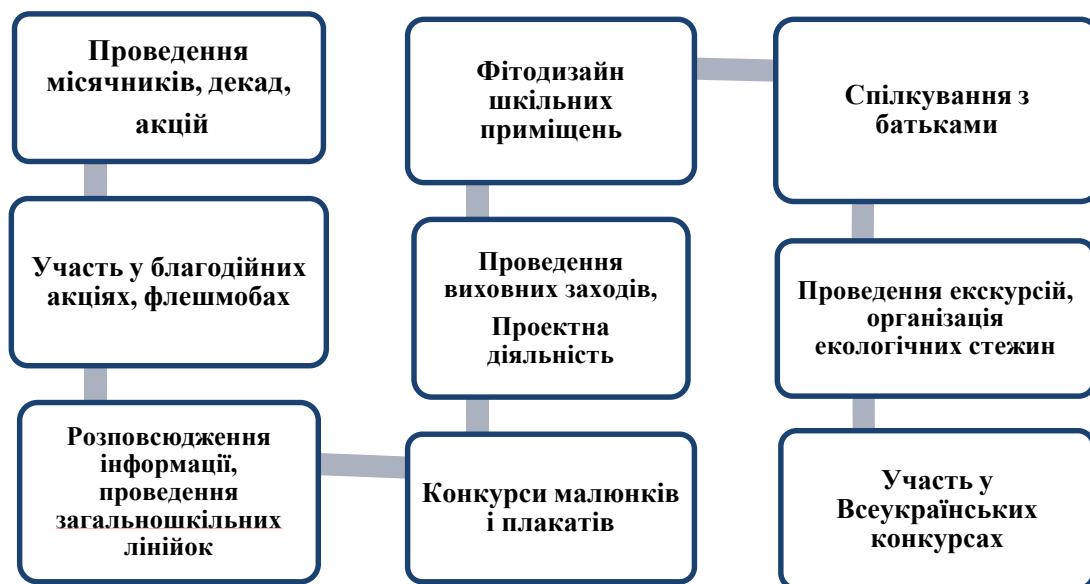 Проведення
місячників, декад,
акцій
Участь у благодійних
акціях, флешмобах
Розповсюдження
інформації,
проведення
загальношкільних
лінійок
Конкурси малюнків
і плакатів
Проведення
виховних заходів,
Проектна
діяльність
Фітодизайн
шкільних
приміщень
Спілкування з
батьками
Проведення екскурсій,
організація
екологічних стежин
Участь у
Всеукраїнських
конкурсах